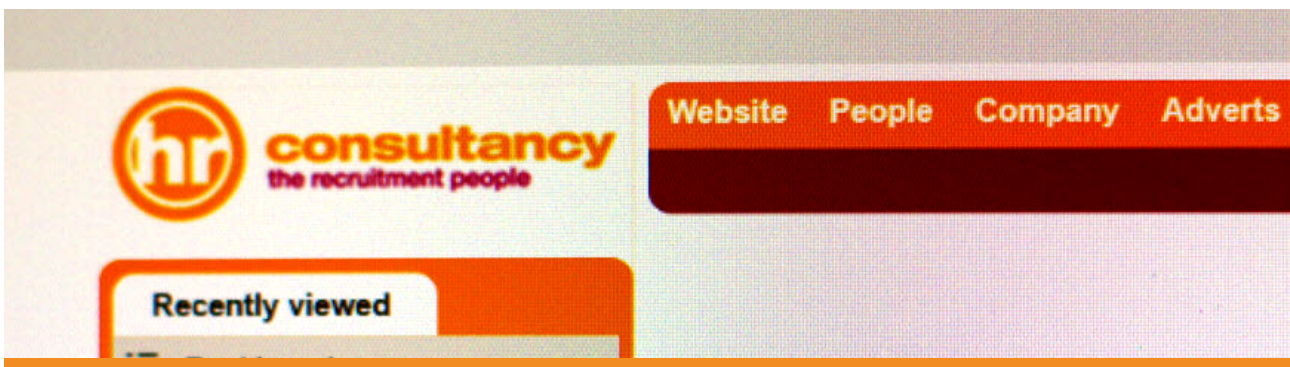 hr consultancy
the recruitment people
Website People Company Adverts
Recently viewed